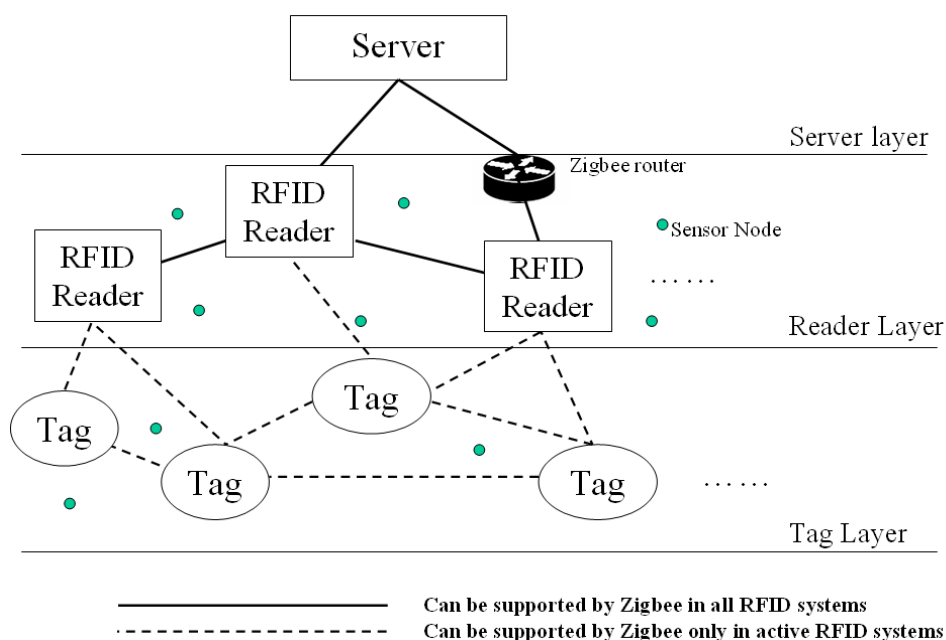 Server
Server layer
Zigbee router
RFID
Reader
Sensor Node
RFID
Reader
RFID
Reader
... ...
Reader Layer
Tag
Tag
Tag
Tag
... ...
Tag Layer
Can be supported by Zigbee in all RFID systems
Can be supported by Zigbee only in active RFID systems